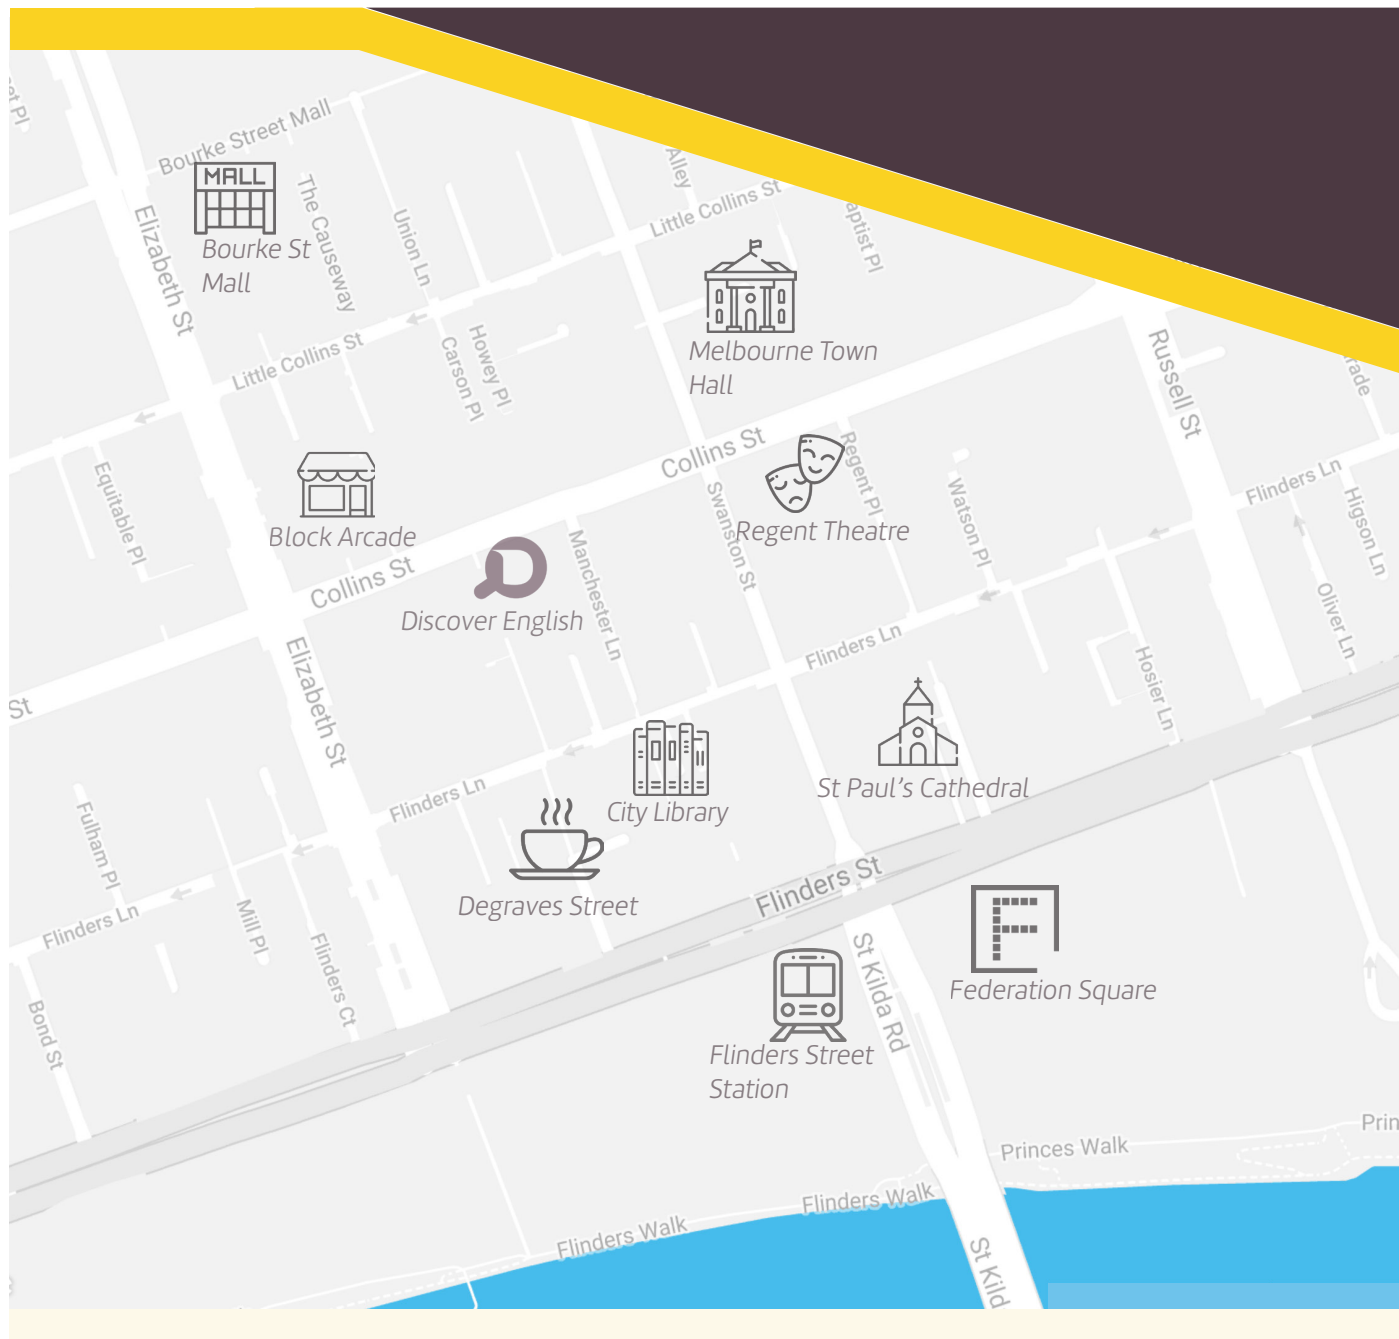 Bourke Street Mall
MALL
Bourke St
Mall
The Causeway
Union Ln
Elizabeth St
Alley
Little Collins St
Melbourne Town
Hall
Little Collins St
Carson Pl
Howey Pl
Russell St
Equitable Pl
Block Arcade
Collins St
Collins St
Discover English
Manchester Ln
Swanston St
Regent Pl
Regent Theatre
Watson Pl
Flinders Ln
Higson Ln
Oliver Ln
Hosier Ln
Flinders Ln
Elizabeth St
St
St Paul's Cathedral
City Library
Flinders Ln
Degraves Street
Fulham Pl
Flinders Ln
Mill Pl
Flinders Ct
Bond St
Flinders St
F
Federation Square
St Kilda Rd
Flinders Street
Station
Princes Walk
Prin
Flinders Walk
Flinders Walk
St Kild